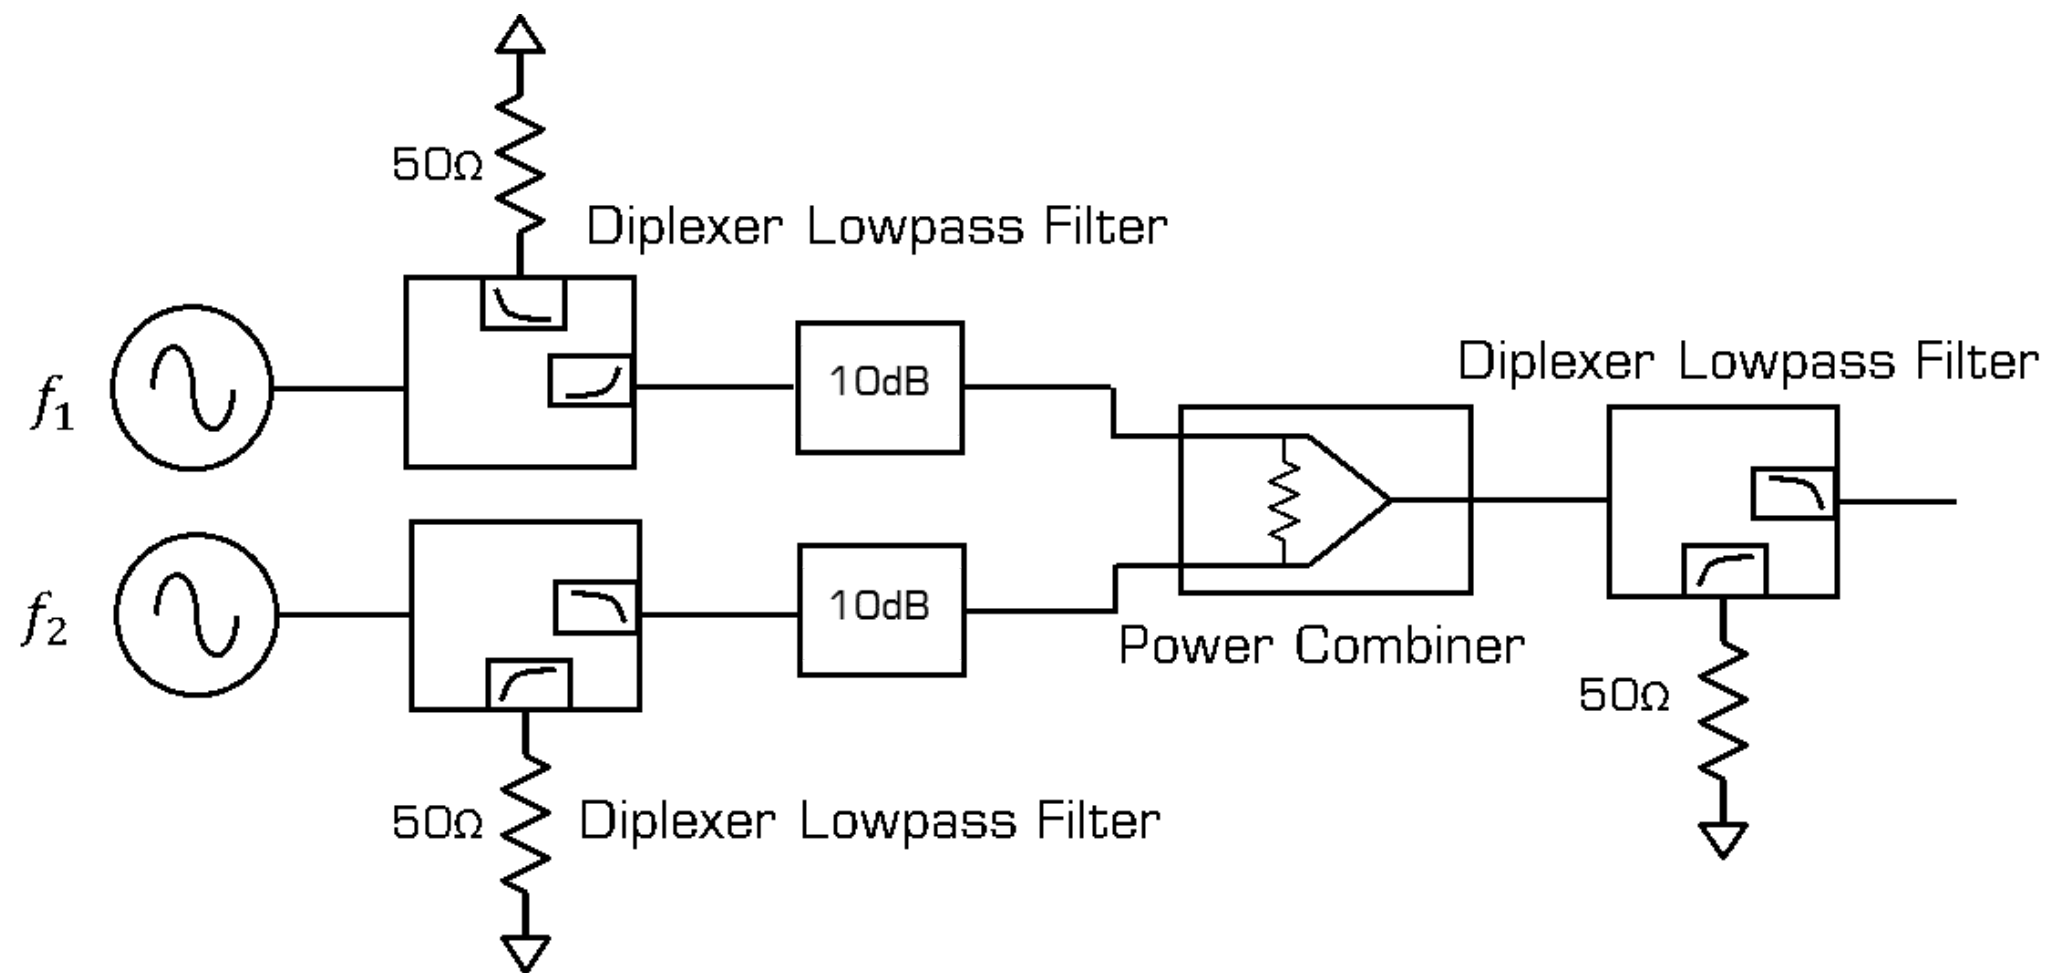 50Ω
Diplexer Lowpass Filter
f1
10dB
Diplexer Lowpass Filter
f2
10dB
Power Combiner
50Ω
50Ω
Diplexer Lowpass Filter